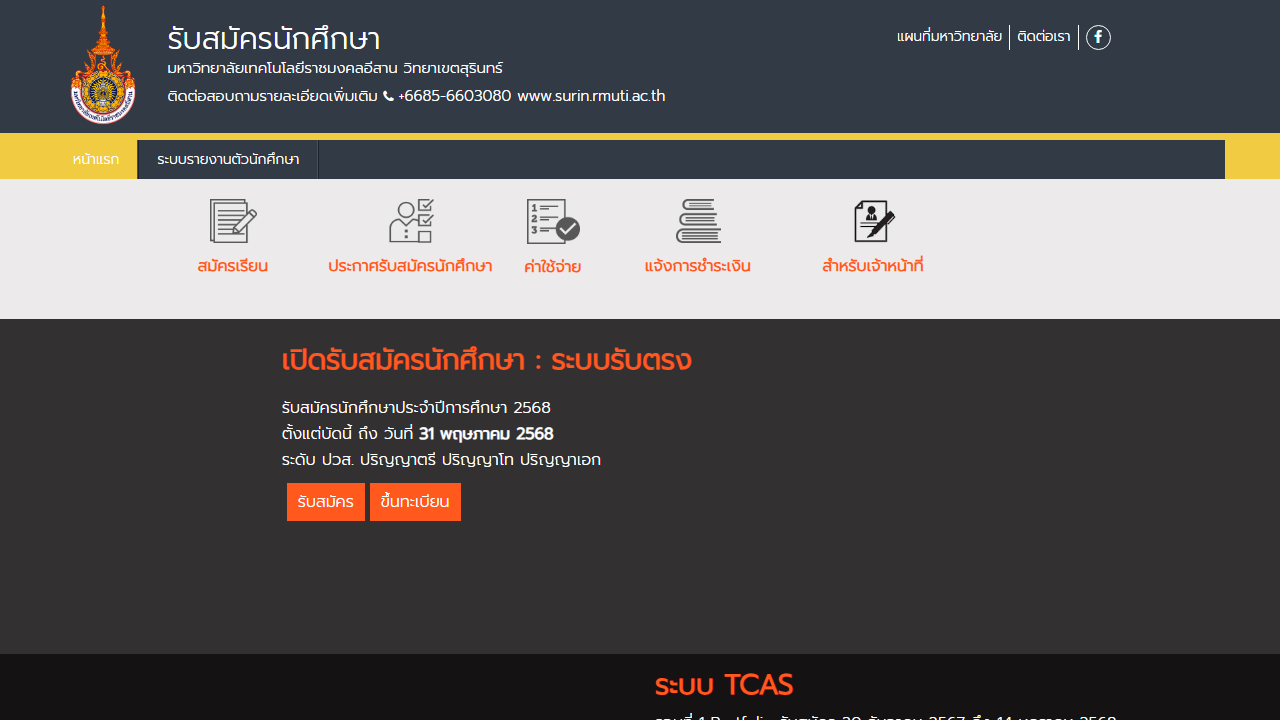 รับสมัครนักศึกษา
มหาวิทยาลัยเทคโนโลยีราชมงคลอีสาน วิทยาเขตสุรินทร์
ติดต่อสอบถามรายละเอียดเพิ่มเติม +6685-6603080 www.surin.rmuti.ac.th
แผนที่มหาวิทยาลัย
ติดต่อเรา
หน้าแรก
ระบบรายงานตัวนักศึกษา
สมัครเรียน
ประกาศรับสมัครนักศึกษา
ค่าใช้จ่าย
แจ้งการชำระเงิน
สำหรับเจ้าหน้าที่
เปิดรับสมัครนักศึกษา : ระบบรับตรง
รับสมัครนักศึกษาประจำปีการศึกษา 2568
ตั้งแต่บัดนี้ ถึง วันที่ 31 พฤษภาคม 2568
ระดับ ปวส. ปริญญาตรี ปริญญาโท ปริญญาเอก
รับสมัคร
ขึ้นทะเบียน
ระบบ TCAS